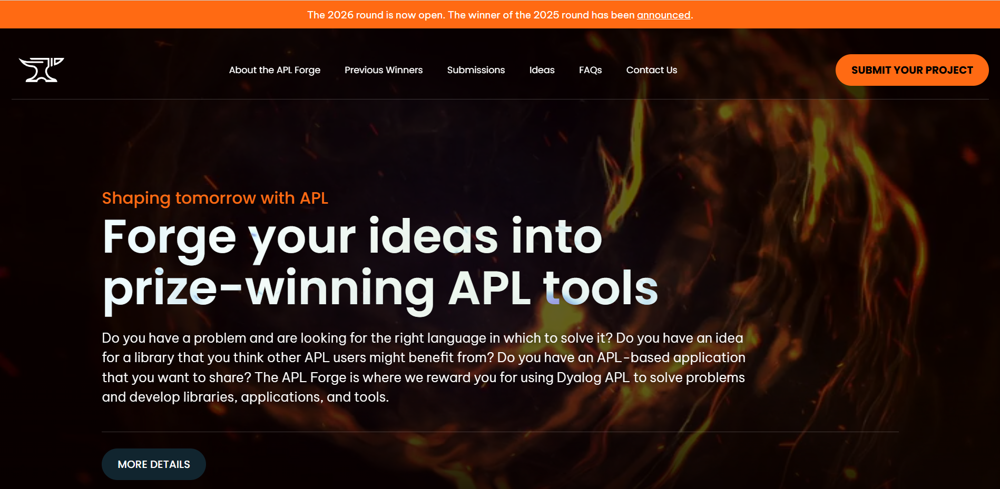 The 2026 round is now open. The winner of the 2025 round has been announced.
About the APL Forge Previous Winners Submissions Ideas FAQs Contact Us SUBMIT YOUR PROJECT
Shaping tomorrow with APL
Forge your ideas into
prize-winning APL tools
Do you have a problem and are looking for the right language in which to solve it? Do you have an idea
for a library that you think other APL users might benefit from? Do you have an APL-based application
that you want to share? The APL Forge is where we reward you for using Dyalog APL to solve problems
and develop libraries, applications, and tools.
MORE DETAILS